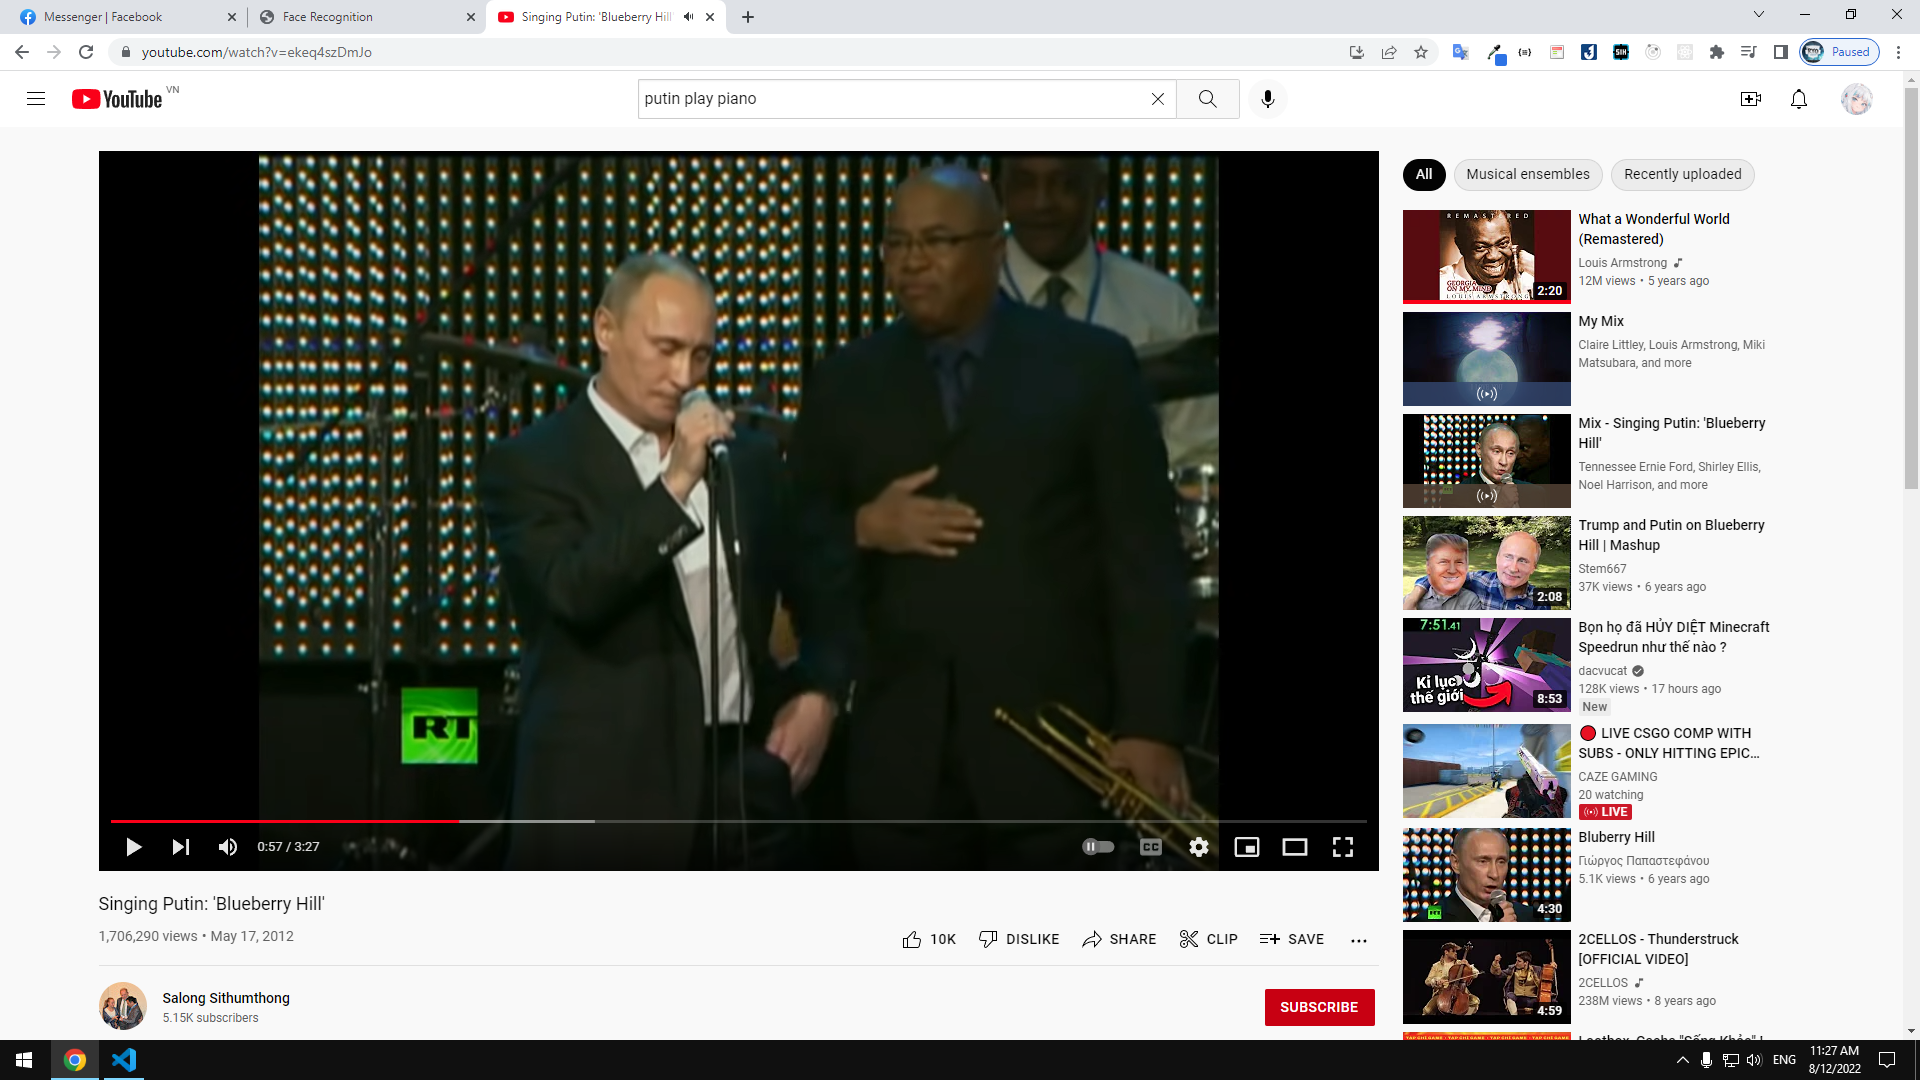 Messenger | Facebook
Face Recognition
Singing Putin: 'Blueberry Hill'
youtube.com/watch?v=ekeq4szDmJo
Paused
YouTube VN
putin play piano
RT
0:57 / 3:27
CC
Singing Putin: 'Blueberry Hill'
1,706,290 views • May 17, 2012
10K
DISLIKE
SHARE
CLIP
SAVE
Salong Sithumthong
5.15K subscribers
SUBSCRIBE
All
Musical ensembles
Recently uploaded
REMASTERED
GEORGIA
ON MY MIND
LOUIS ARMSTRONG
2:20
What a Wonderful World
(Remastered)
Louis Armstrong
12M views • 5 years ago
My Mix
Claire Littley, Louis Armstrong, Miki
Matsubara, and more
Mix - Singing Putin: 'Blueberry
Hill'
Tennessee Ernie Ford, Shirley Ellis,
Noel Harrison, and more
2:08
Trump and Putin on Blueberry
Hill | Mashup
Stem667
37K views • 6 years ago
7:51.41
Kỉ lục
thế giới
8:53
Bọn họ đã HỦY DIỆT Minecraft
Speedrun như thế nào ?
dacvucat
128K views • 17 hours ago
New
LIVE CSGO COMP WITH
SUBS - ONLY HITTING EPIC...
CAZE GAMING
20 watching
LIVE
RT
4:30
Bluberry Hill
Γιώργος Παπαστεφάνου
5.1K views • 6 years ago
4:59
2CELLOS - Thunderstruck
[OFFICIAL VIDEO]
2CELLOS
238M views • 8 years ago
ENG
11:27 AM
8/12/2022